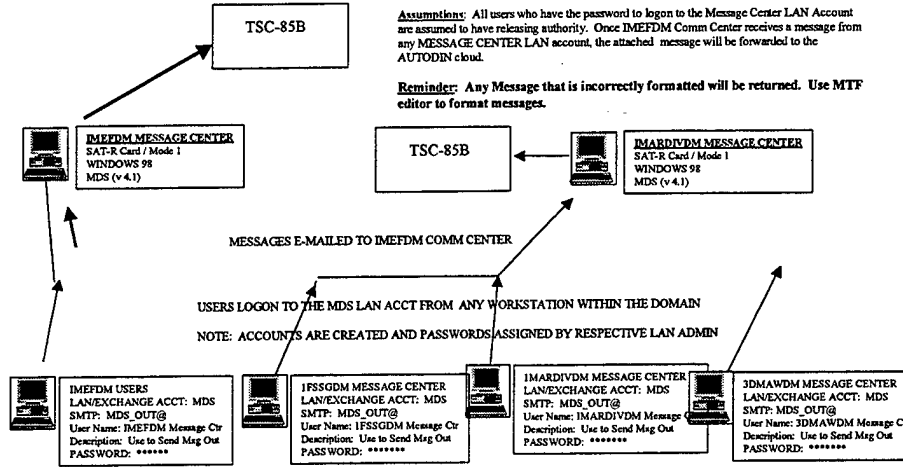 TSC-85B
Assumptions: All users who have the password to logon to the Message Center LAN Account
are assumed to have releasing authority. Once IMEFDM Comm Center receives a message from
any MESSAGE CENTER LAN account, the attached message will be forwarded to the
AUTODIN cloud.
Reminder: Any Message that is incorrectly formatted will be returned. Use MTF
editor to format messages.
IMEFDM MESSAGE CENTER
SAT-R Card / Mode 1
WINDOWS 98
MDS (v 4.1)
TSC-85B
IMARDIVDM MESSAGE CENTER
SAT-R Card / Mode 1
WINDOWS 98
MDS (v 4.1)
MESSAGES E-MAILED TO IMEFDM COMM CENTER
USERS LOGON TO THE MDS LAN ACCT FROM ANY WORKSTATION WITHIN THE DOMAIN
NOTE: ACCOUNTS ARE CREATED AND PASSWORDS ASSIGNED BY RESPECTIVE LAN ADMIN
IMEFDM USERS
LAN/EXCHANGE ACCT: MDS
SMTP: MDS_OUT@
User Name: IMEFDM Message Ctr
Description: Use to Send Msg Out
PASSWORD: ******
1FSSGDM MESSAGE CENTER
LAN/EXCHANGE ACCT: MDS
SMTP: MDS_OUT@
User Name: 1FSSGDM Message Ctr
Description: Use to Send Msg Out
PASSWORD: *******
1MARDIVDM MESSAGE CENTER
LAN/EXCHANGE ACCT: MDS
SMTP: MDS_OUT@
User Name: IMARDIVDM Message
Description: Use to Send Msg Out
PASSWORD: *******
3DMAWDM MESSAGE CENTER
LAN/EXCHANGE ACCT: MDS
SMTP: MDS_OUT@
User Name: 3DMAWDM Message C
Description: Use to Send Msg Out
PASSWORD: *******